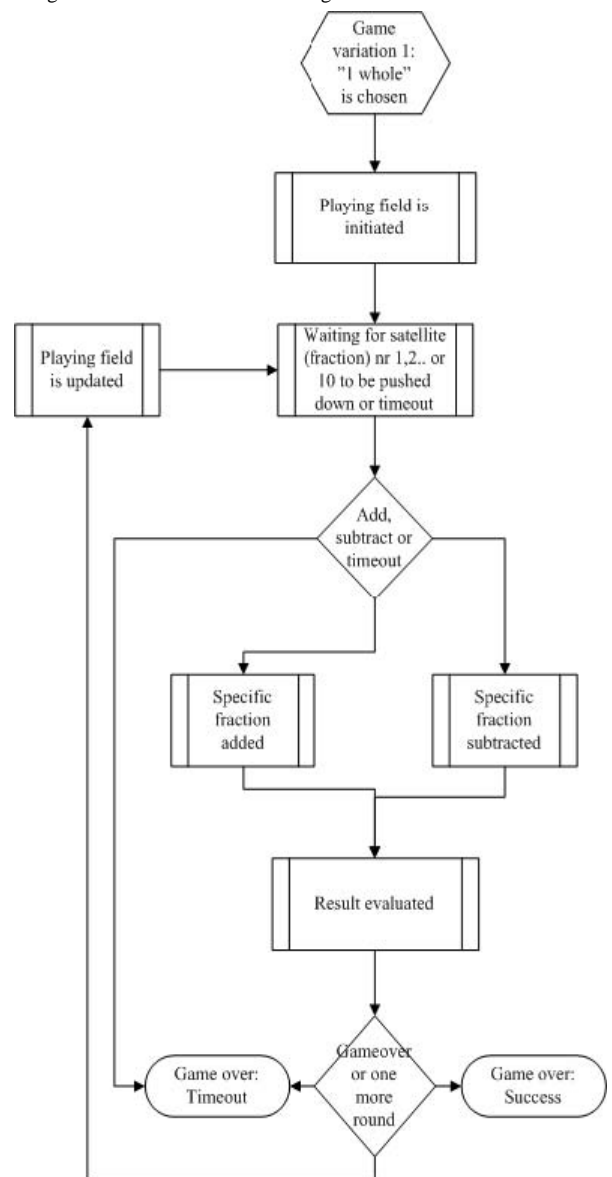 Game
variation 1:
”1 whole”
is chosen
Playing field is
initiated
Playing field
is updated
Waiting for satellite
(fraction) nr 1,2.. or
10 to be pushed
down or timeout
Add,
subtract or
timeout
Specific
fraction
added
Specific
fraction
subtracted
Result evaluated
Gameover
or one
more
round
Game over:
Timeout
Game over:
Success